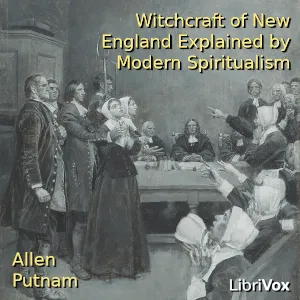 Witchcraft of New
England Explained by
Modern Spiritualism
Allen
Putnam
LibriVox